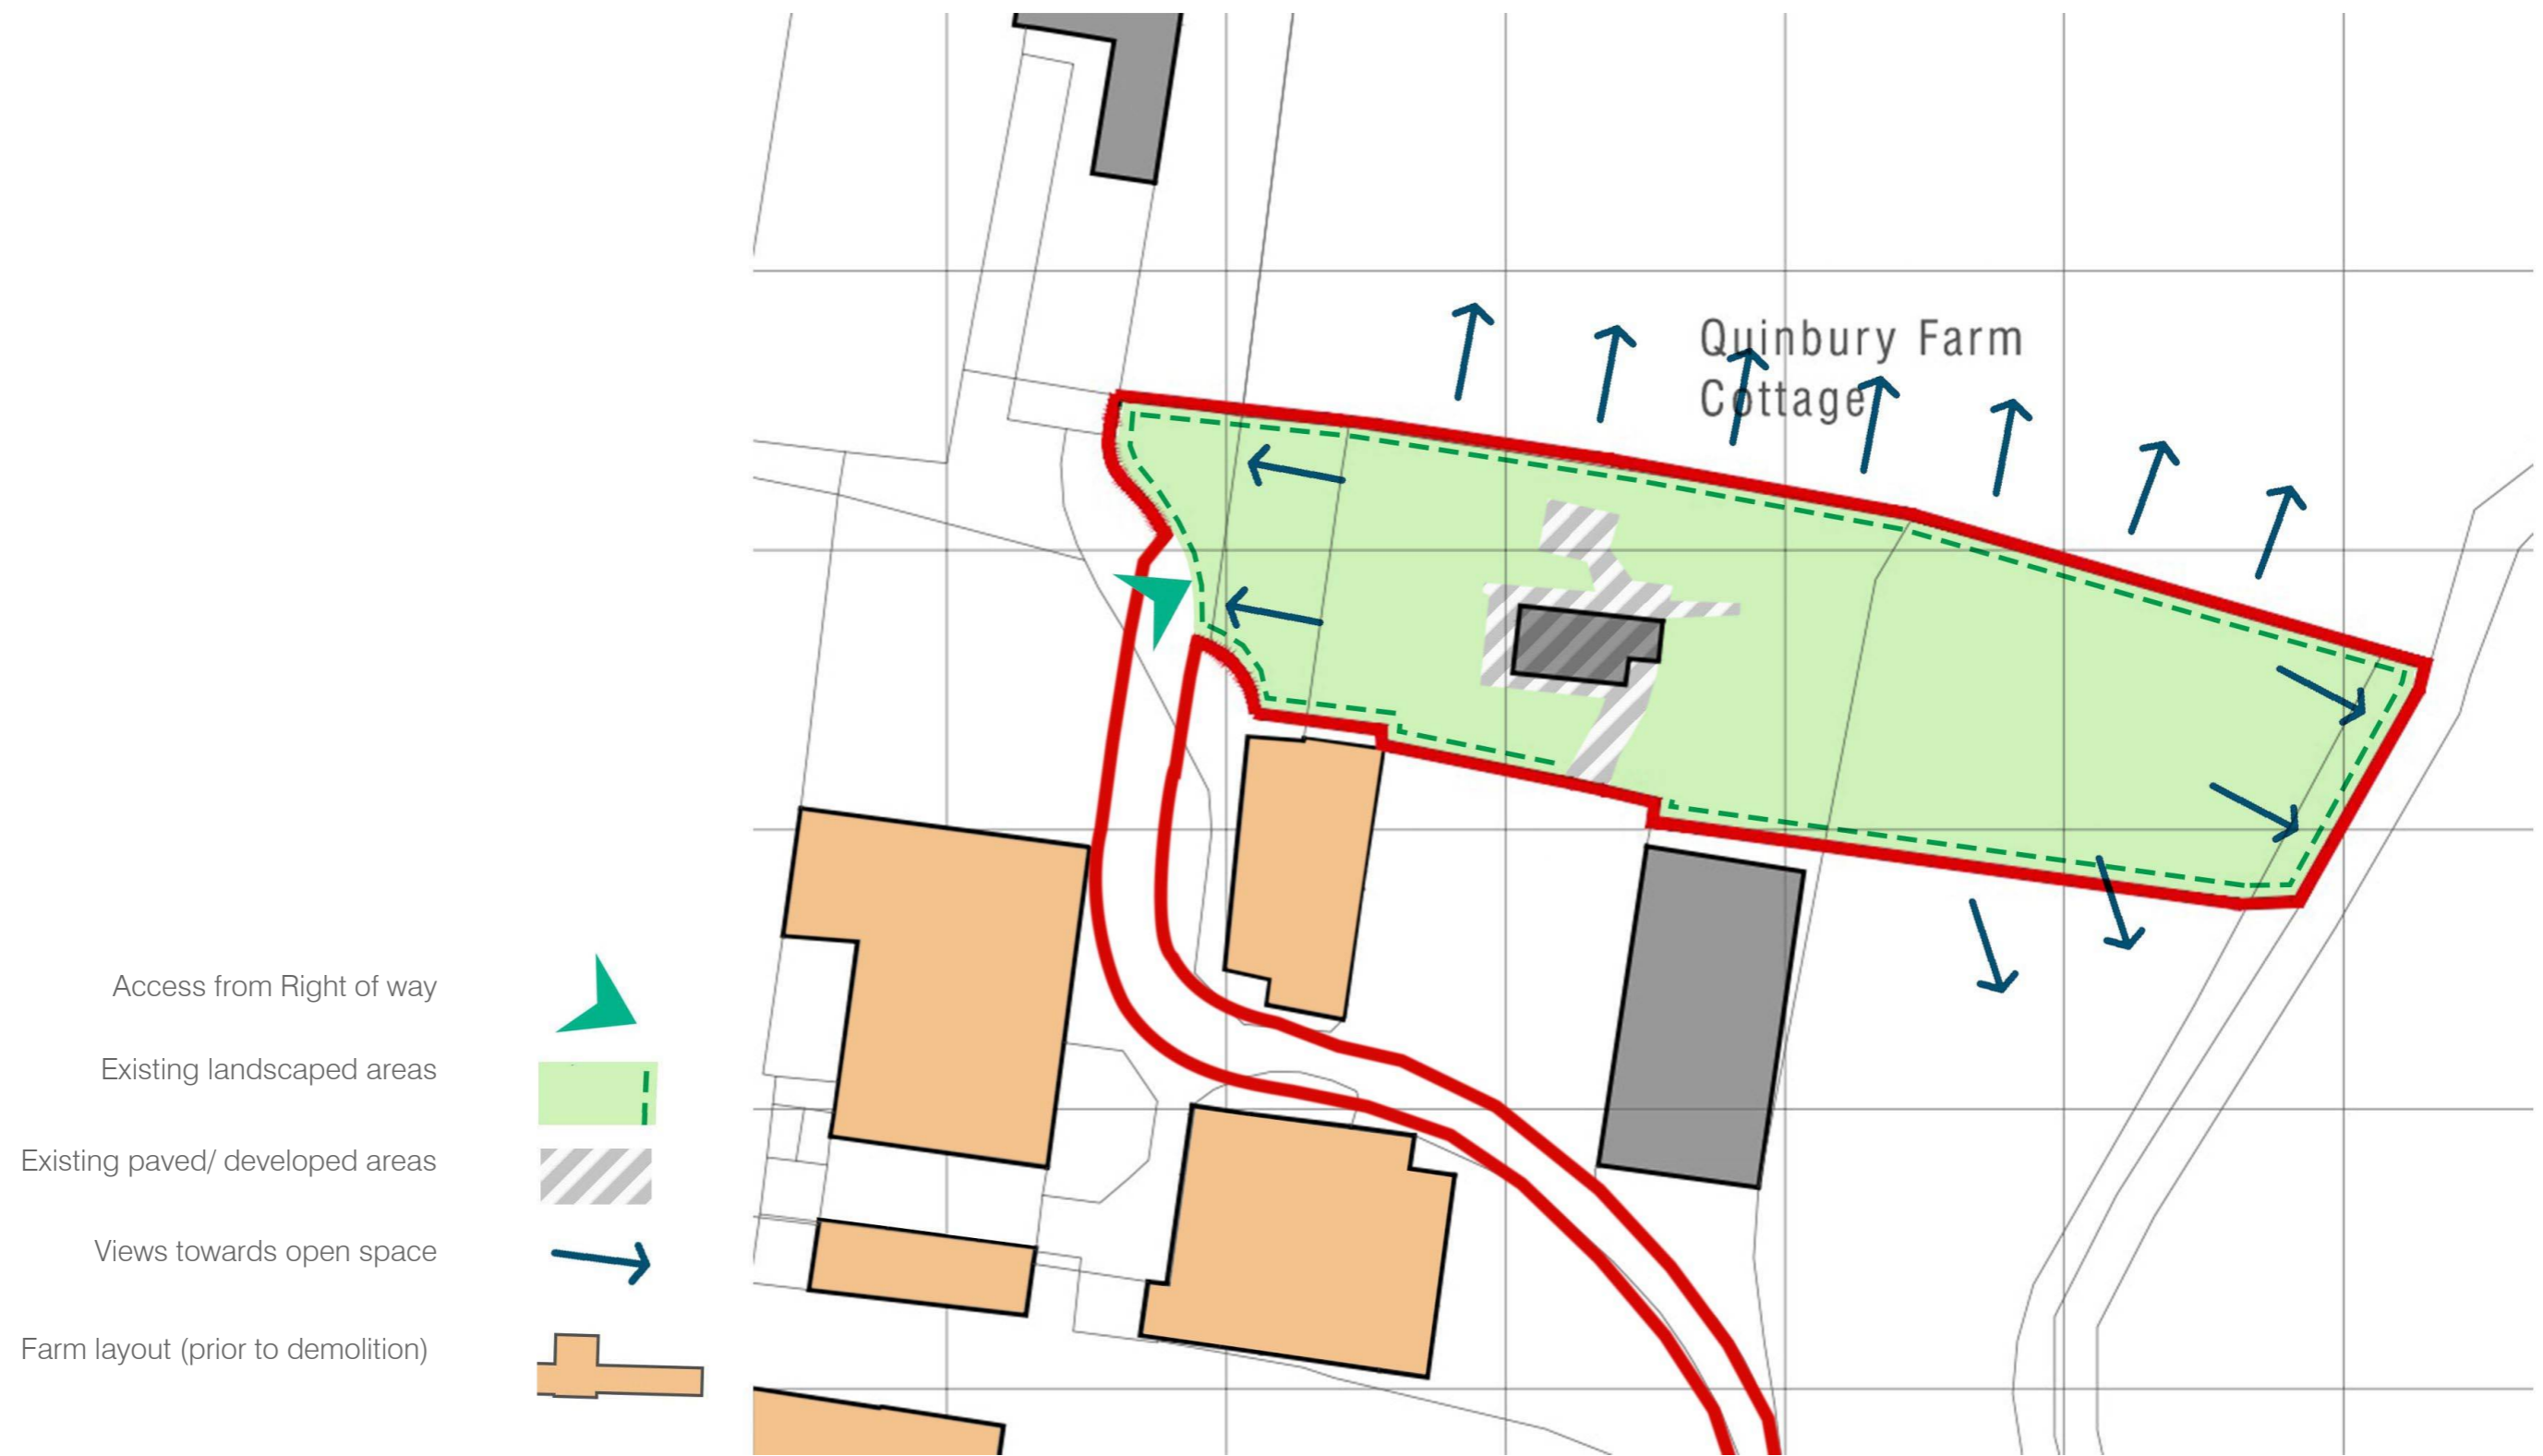 Quinbury Farm
Cottage
Access from Right of way
Existing landscaped areas
Existing paved/ developed areas
Views towards open space
Farm layout (prior to demolition)